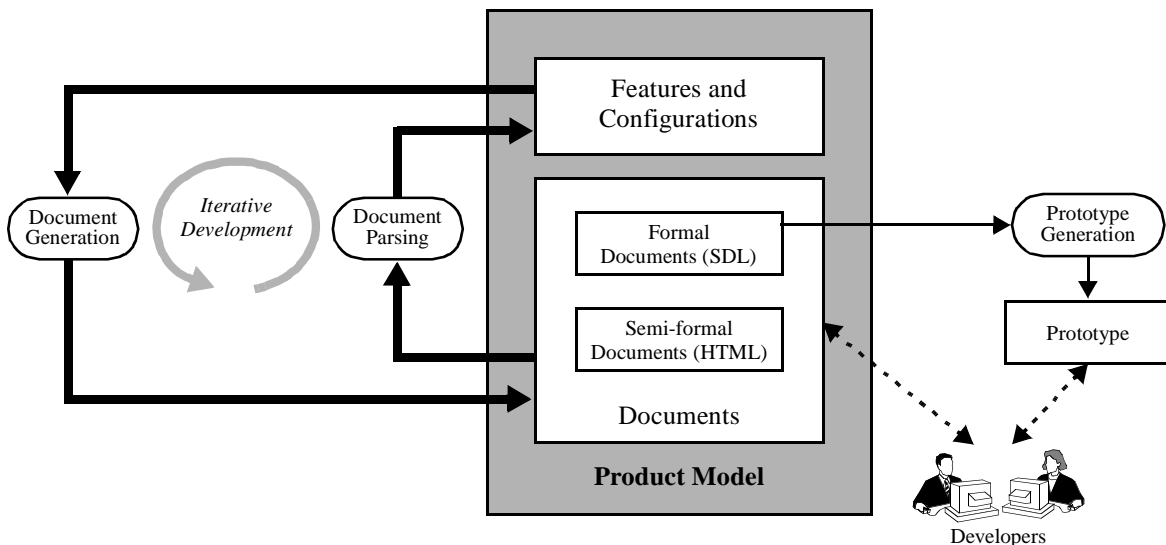 Features and
Configurations
Document
Generation
Iterative
Development
Document
Parsing
Formal
Documents (SDL)
Semi-formal
Documents (HTML)
Documents
Product Model
Prototype
Generation
Prototype
Developers